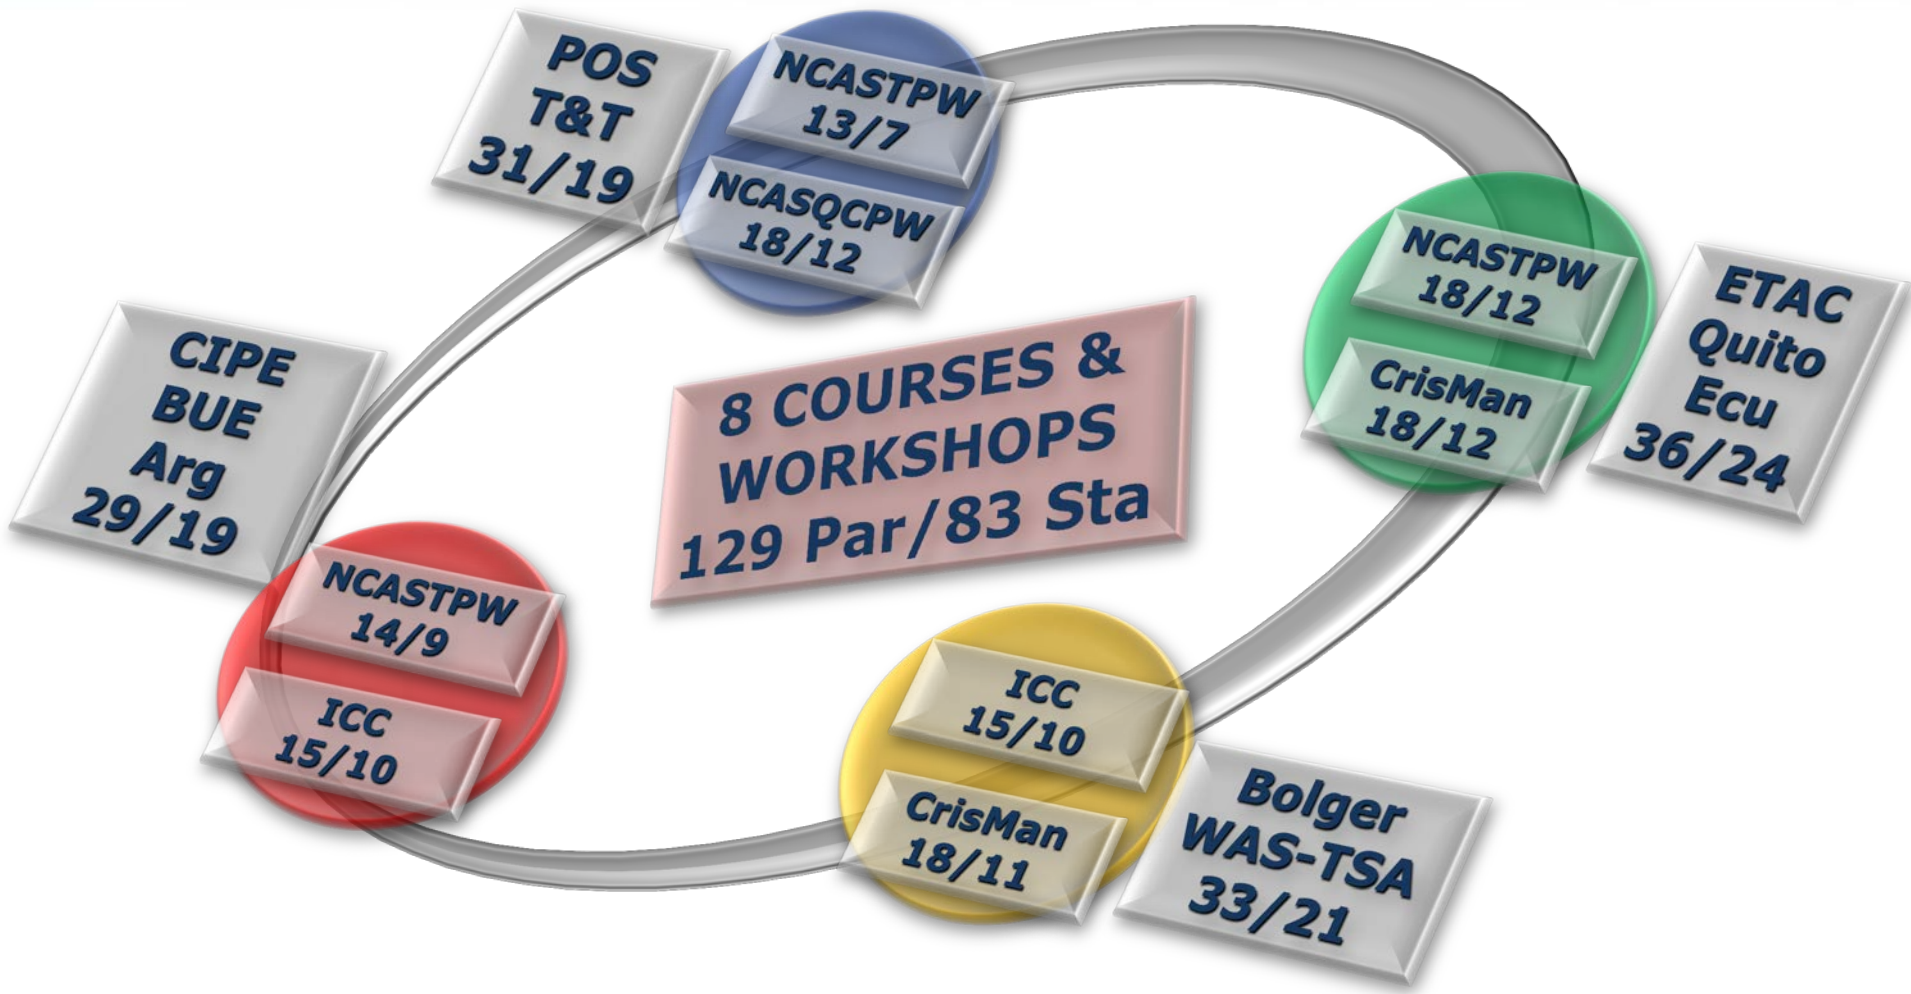 POS
T&T
31/19
NCASTPW
13/7
NCASQCPW
18/12
NCASTPW
18/12
CrisMan
18/12
ETAC
Quito
Ecu
36/24
8 COURSES &
WORKSHOPS
129 Par/83 Sta
CIPE
BUE
Arg
29/19
NCASTPW
14/9
ICC
15/10
ICC
15/10
CrisMan
18/11
Bolger
WAS-TSA
33/21